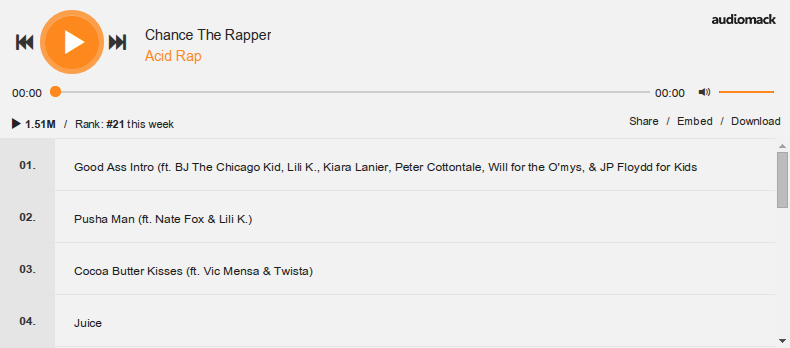 audiomack
Chance The Rapper
Acid Rap
00:00
00:00
1.51M / Rank: #21 this week
Share / Embed / Download
01. Good Ass Intro (ft. BJ The Chicago Kid, Lili K., Kiara Lanier, Peter Cottontale, Will for the O'mys, & JP Floydd for Kids
02. Pusha Man (ft. Nate Fox & Lili K.)
03. Cocoa Butter Kisses (ft. Vic Mensa & Twista)
04. Juice